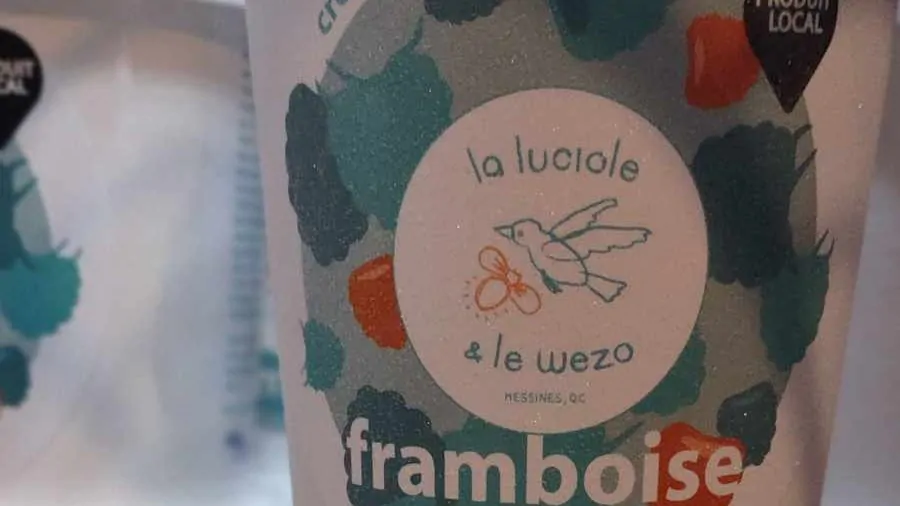 PRODUIT
LOCAL
la luciole
& le wezo
MESSINES, QC
framboise